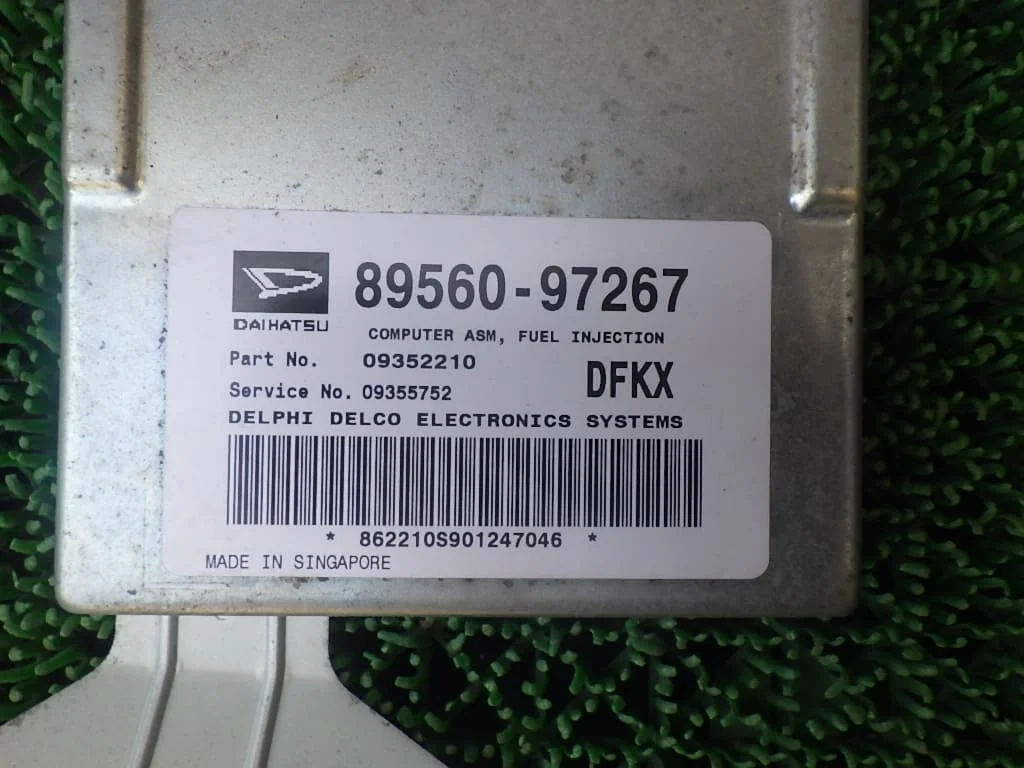 89560-97267
DAIHATSU
COMPUTER ASM, FUEL INJECTION
Part No. 09352210
DFKX
Service No. 09355752
DELPHI DELCO ELECTRONICS SYSTEMS
* 862210S901247046 *
MADE IN SINGAPORE